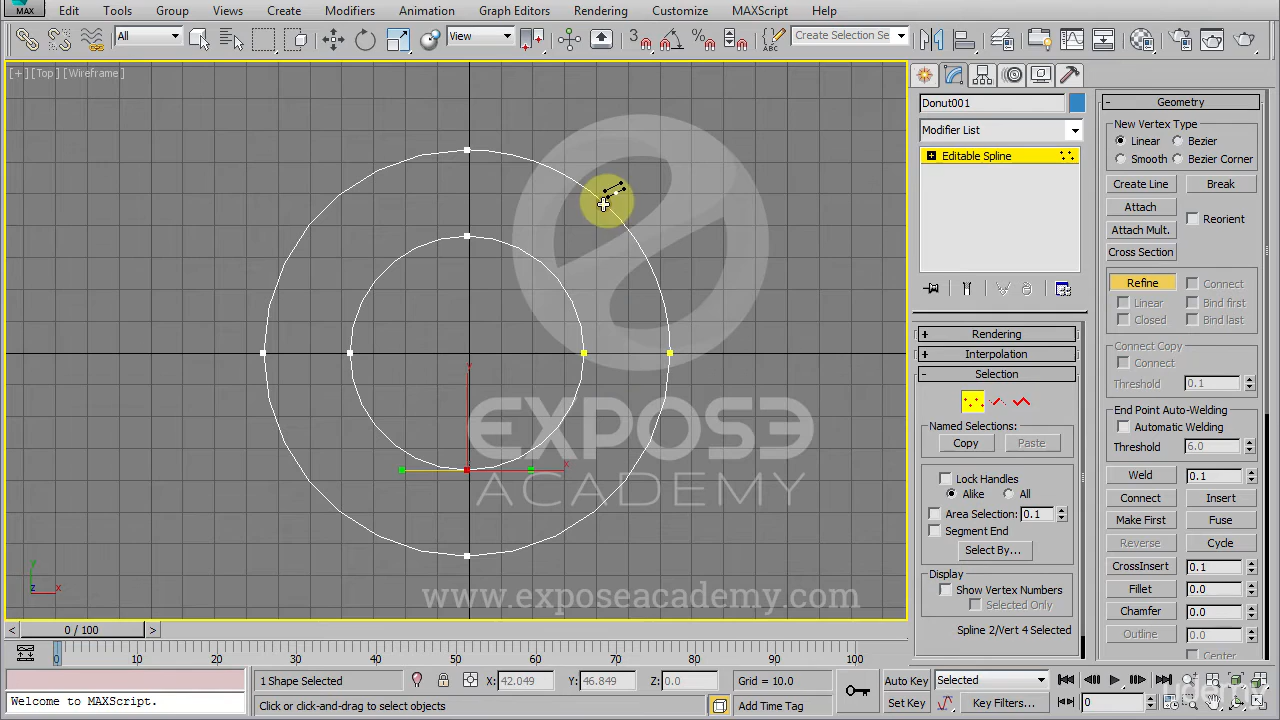 MAX Edit Tools Group Views Create Modifiers Animation Graph Editors Rendering Customize MAXScript Help
All View Create Selection Se
[+][Top][Wireframe]
Donut001
Modifier List
Editable Spline
Rendering
Interpolation
Selection
Named Selections:
Copy Paste
Lock Handles
Alike All
Area Selection: 0.1
Segment End
Select By...
Display
Show Vertex Numbers
Selected Only
Spline 2/Vert 4 Selected
Geometry
New Vertex Type
Linear Bezier
Smooth Bezier Corner
Create Line Break
Attach Reorient
Attach Mult.
Cross Section
Refine Connect
Linear Bind first
Closed Bind last
Connect Copy
Connect
Threshold 0.1
End Point Auto-Welding
Automatic Welding
Threshold 6.0
Weld 0.1
Connect Insert
Make First Fuse
Reverse Cycle
CrossInsert 0.1
Fillet 0.0
Chamfer 0.0
Outline 0.0
Center
y
x
EXPOSE
ACADEMY
www.exposeacademy.com
y
z x
< 0 / 100 >
0 10 20 30 40 50 60 70 80 90 100
1 Shape Selected X: 42.049 Y: 46.849 Z: 0.0 Grid = 10.0 Auto Key Selected
Welcome to MAXScript. Click or click-and-drag to select objects Add Time Tag Set Key Key Filters... 0
udemy